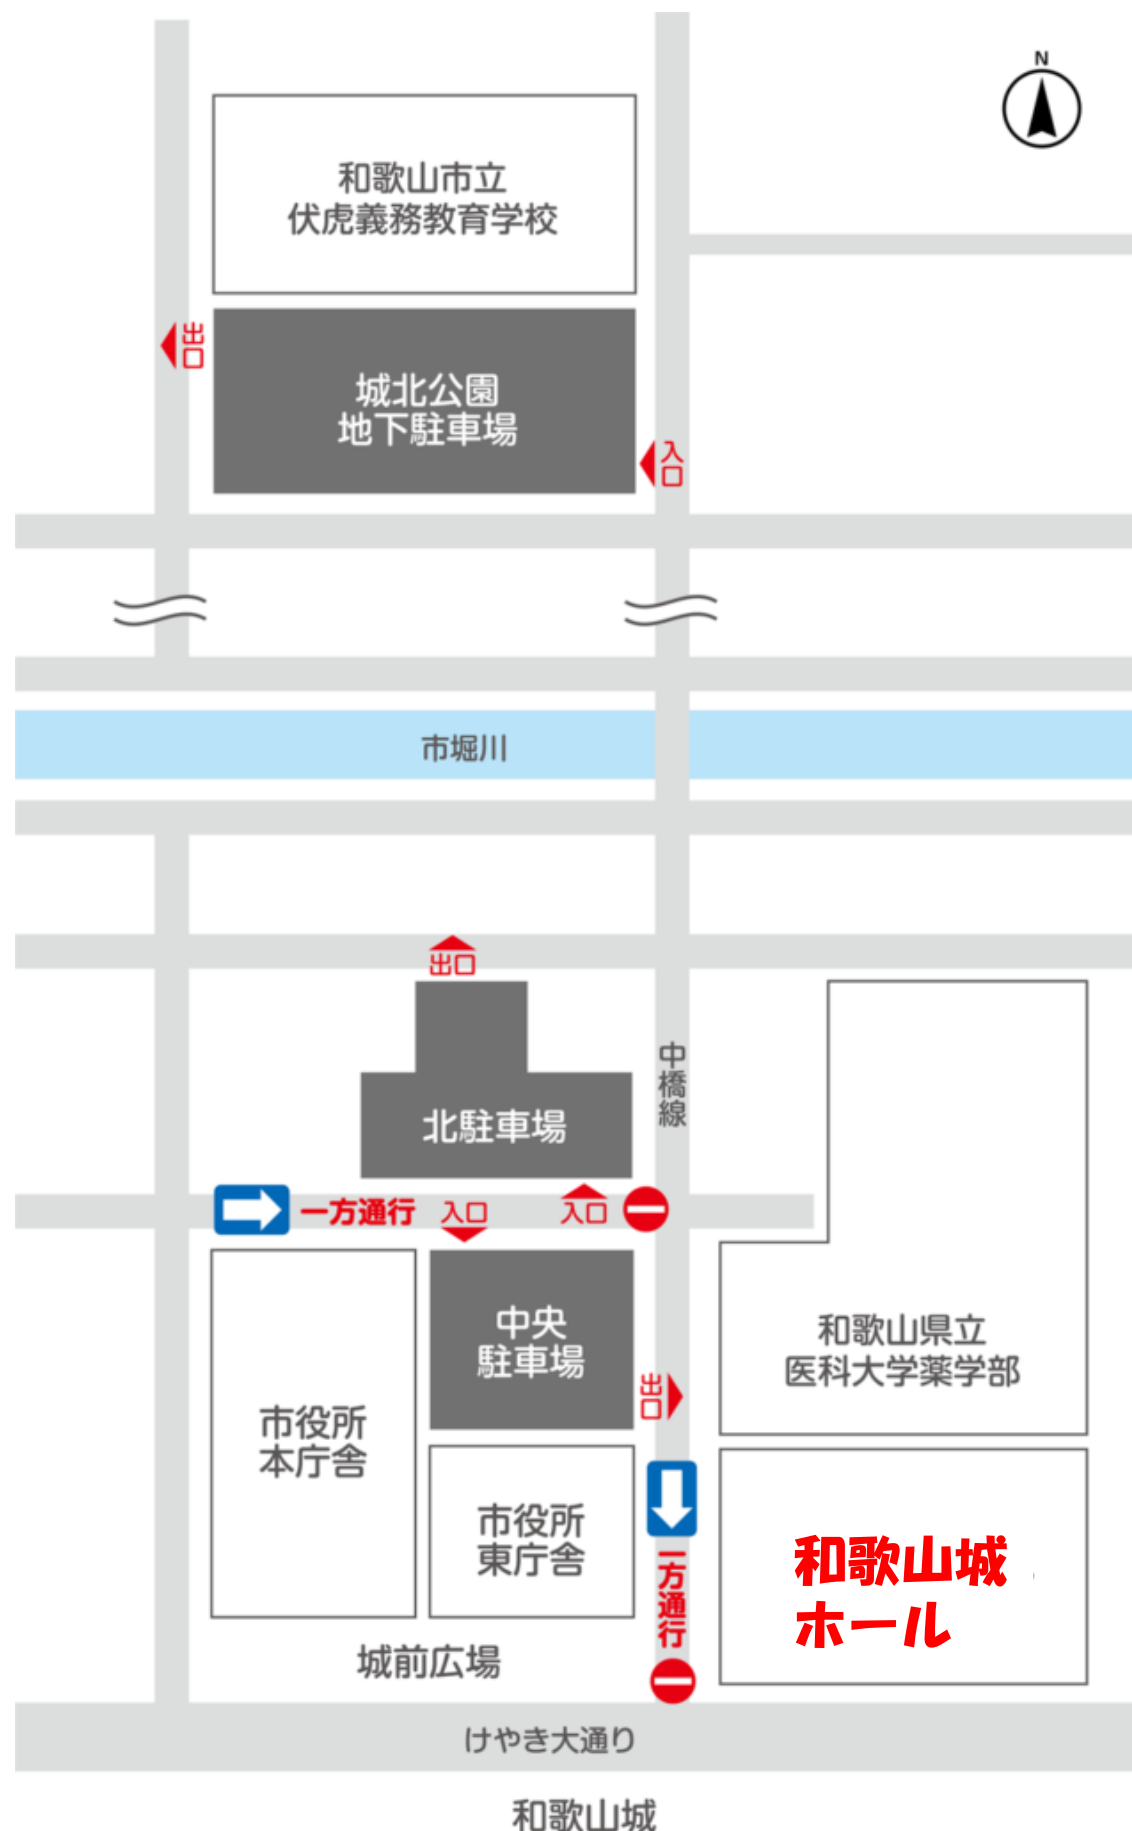 N
和歌山市立
伏虎義務教育学校
出口
城北公園
地下駐車場
入口
市堀川
出口
中橋線
北駐車場
一方通行
入口
入口
中央
駐車場
和歌山県立
医科大学薬学部
出口
市役所
本庁舎
市役所
東庁舎
一方通行
和歌山城
ホール
城前広場
けやき大通り
和歌山城